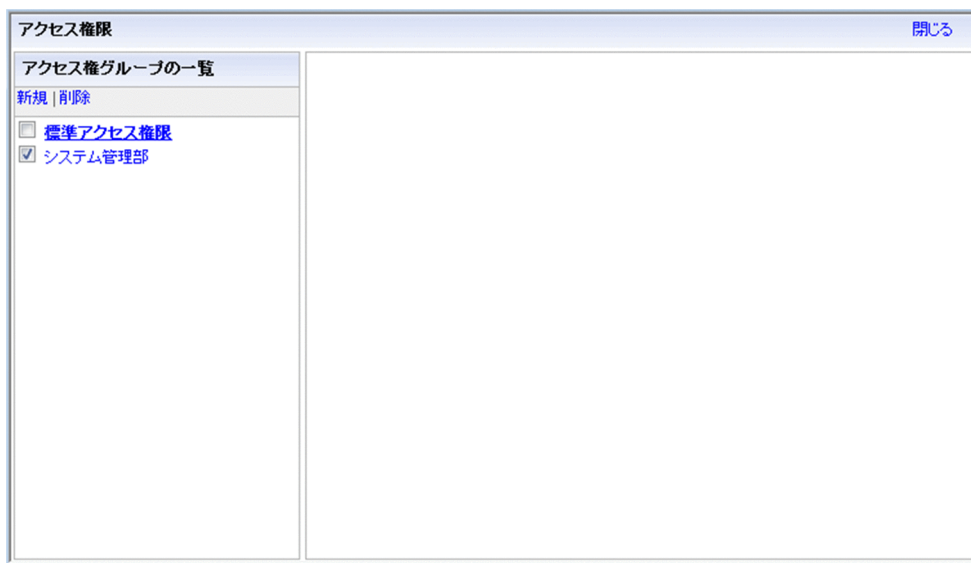 アクセス権限 閉じる
アクセス権グループの一覧
新規 | 削除
標準アクセス権限
システム管理部